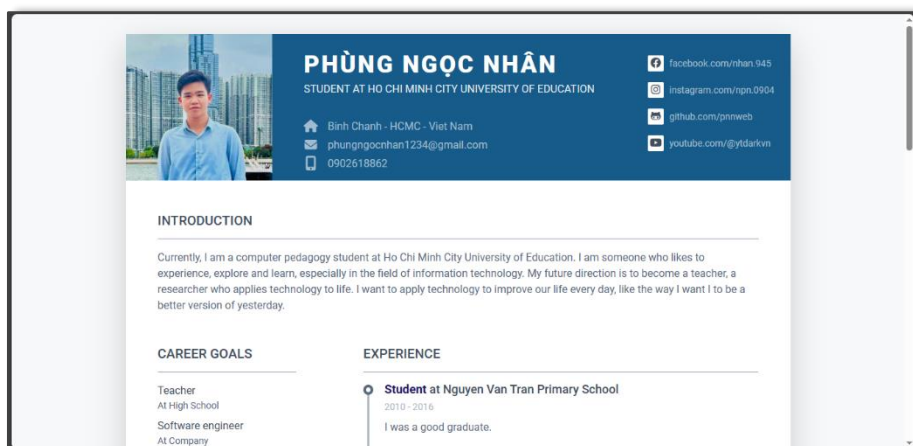 PHÙNG NGỌC NHÂN
STUDENT AT HO CHI MINH CITY UNIVERSITY OF EDUCATION
Binh Chanh - HCMC - Viet Nam
phungngocnhan1234@gmail.com
0902618862
facebook.com/nhan.945
instagram.com/npn.0904
github.com/pnnweb
youtube.com/@ytdarkvn
INTRODUCTION
Currently, I am a computer pedagogy student at Ho Chi Minh City University of Education. I am someone who likes to
experience, explore and learn, especially in the field of information technology. My future direction is to become a teacher, a
researcher who applies technology to life. I want to apply technology to improve our life every day, like the way I want I to be a
better version of yesterday.
CAREER GOALS
Teacher
At High School
Software engineer
At Company
EXPERIENCE
Student at Nguyen Van Tran Primary School
2010 - 2016
I was a good graduate.